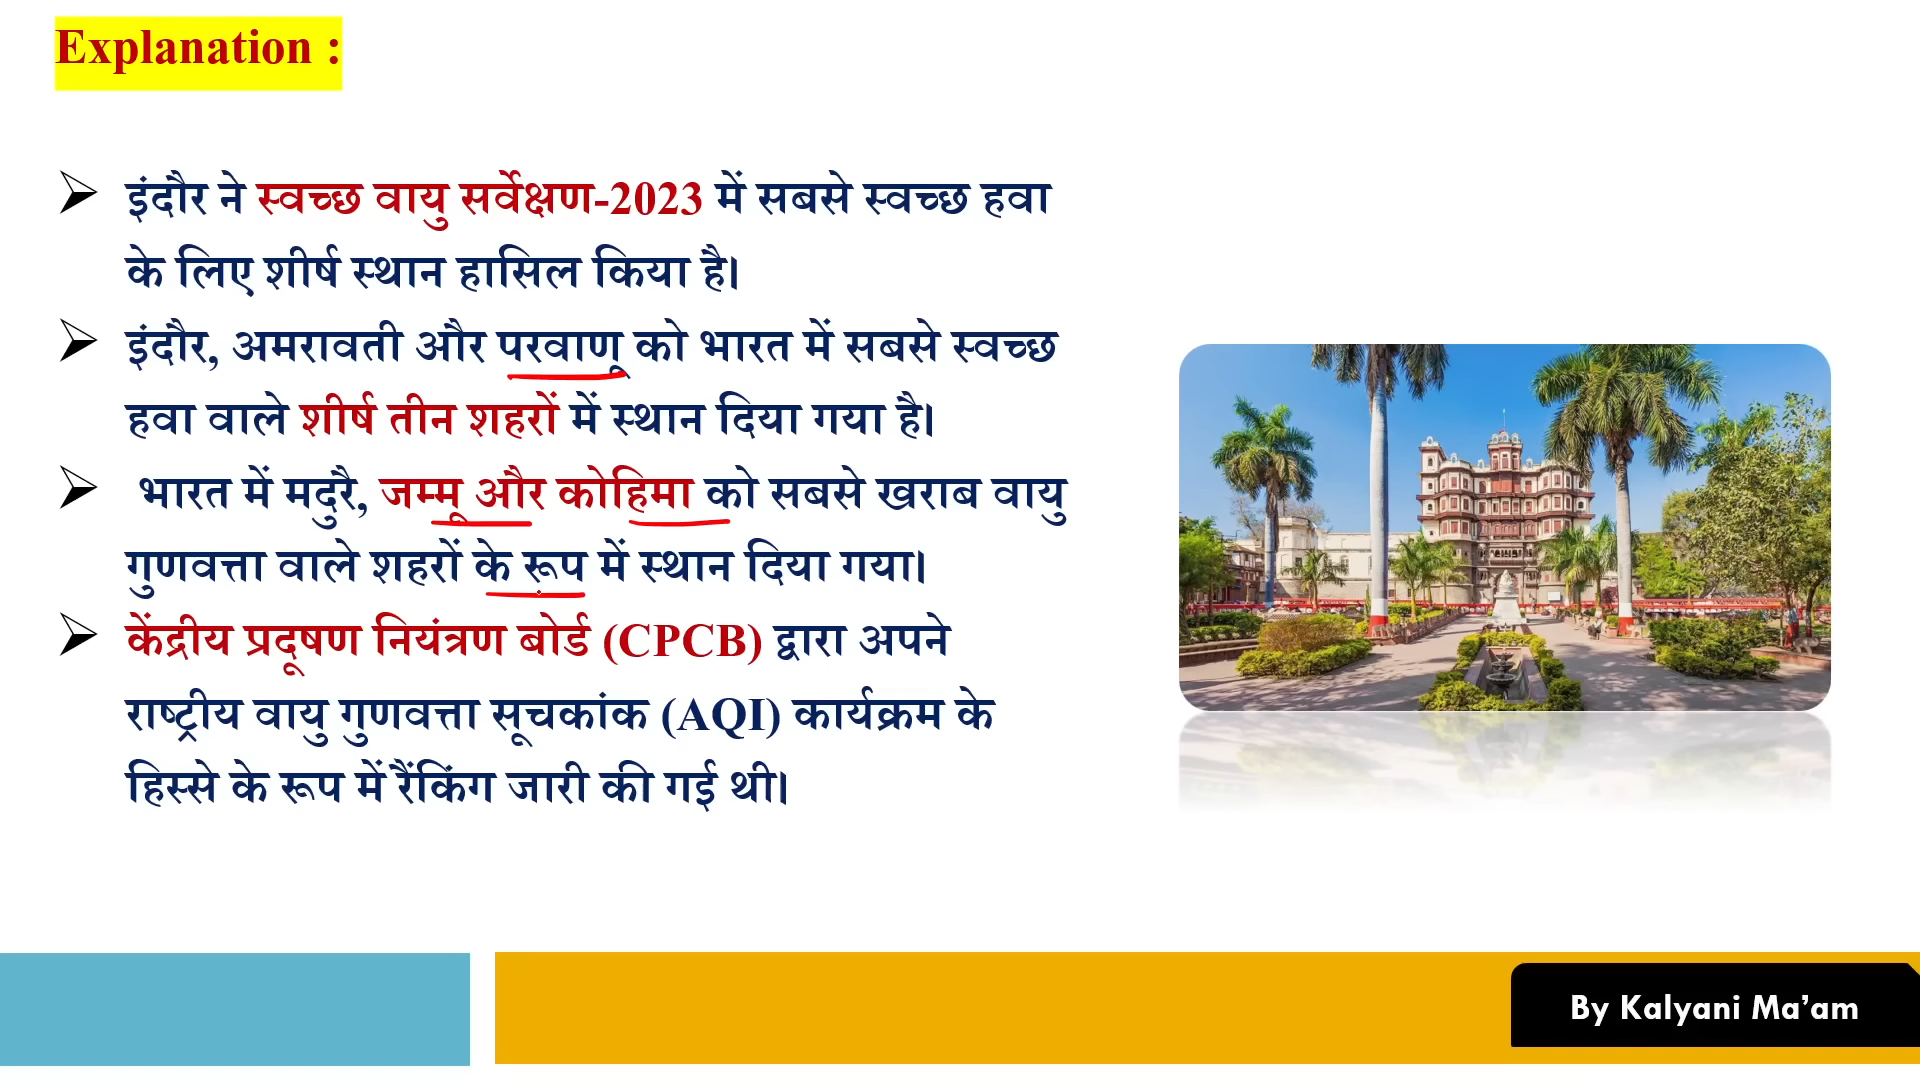 Explanation :
इंदौर ने स्वच्छ वायु सर्वेक्षण-2023 में सबसे स्वच्छ हवा
के लिए शीर्ष स्थान हासिल किया है।
इंदौर, अमरावती और परवाणू को भारत में सबसे स्वच्छ
हवा वाले शीर्ष तीन शहरों में स्थान दिया गया है।
भारत में मदुरै, जम्मू और कोहिमा को सबसे खराब वायु
गुणवत्ता वाले शहरों के रूप में स्थान दिया गया।
केंद्रीय प्रदूषण नियंत्रण बोर्ड (CPCB) द्वारा अपने
राष्ट्रीय वायु गुणवत्ता सूचकांक (AQI) कार्यक्रम के
हिस्से के रूप में रैंकिंग जारी की गई थी।
By Kalyani Ma’am